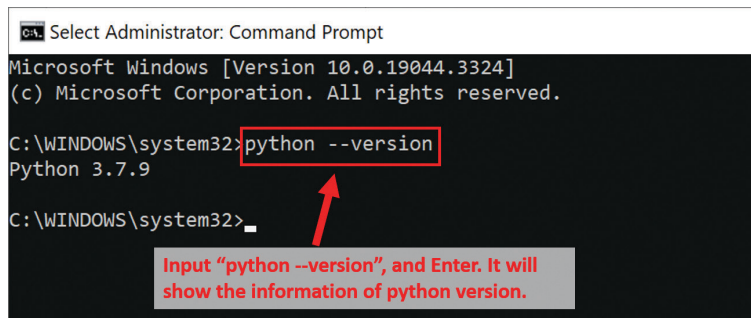 Select Administrator: Command Prompt
Microsoft Windows [Version 10.0.19044.3324]
(c) Microsoft Corporation. All rights reserved.
C:\WINDOWS\system32>python --version
Python 3.7.9
C:\WINDOWS\system32>
Input “python --version”, and Enter. It will
show the information of python version.